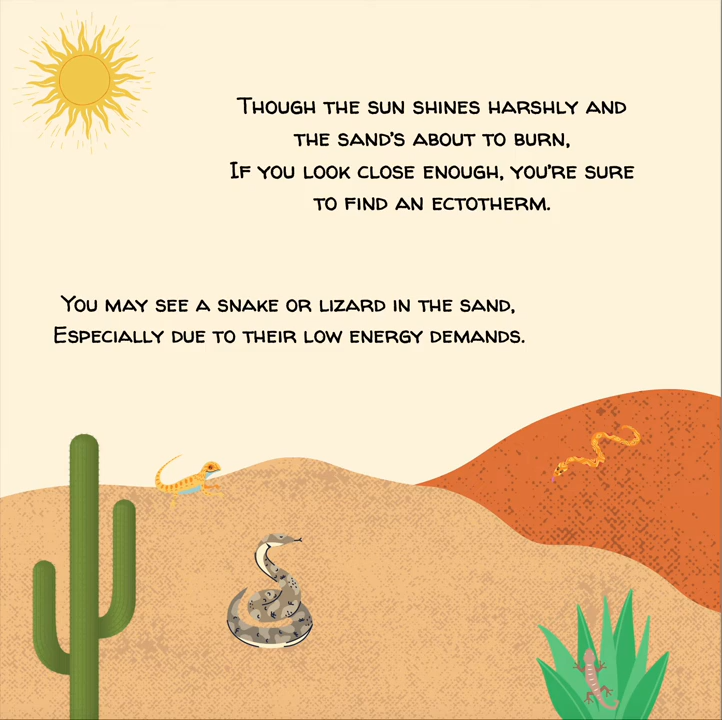 Though the sun shines harshly and
the sand's about to burn,
If you look close enough, you're sure
to find an ectotherm.
You may see a snake or lizard in the sand,
Especially due to their low energy demands.